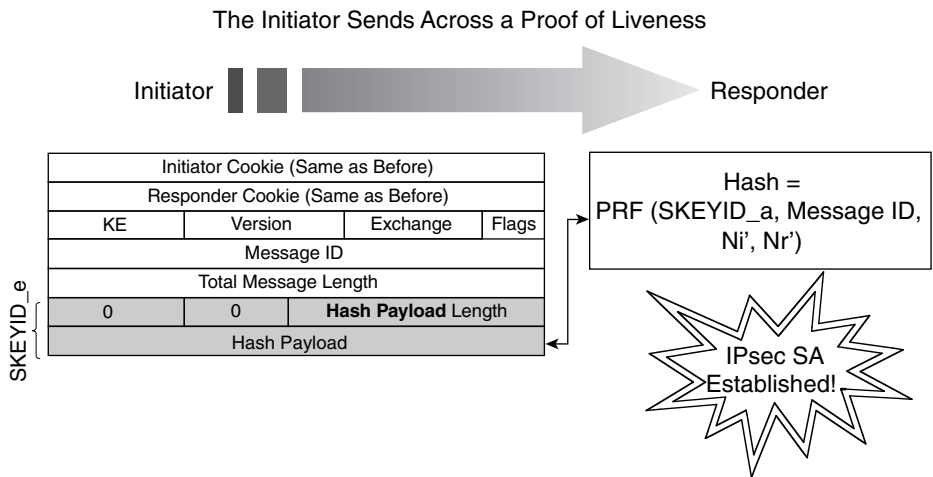 The Initiator Sends Across a Proof of Liveness
Initiator
Responder
Initiator Cookie (Same as Before)
Responder Cookie (Same as Before)
KE Version Exchange Flags
Message ID
Total Message Length
0 0 Hash Payload Length
Hash Payload
SKEYID_e
Hash =
PRF (SKEYID_a, Message ID,
Ni', Nr')
IPsec SA
Established!